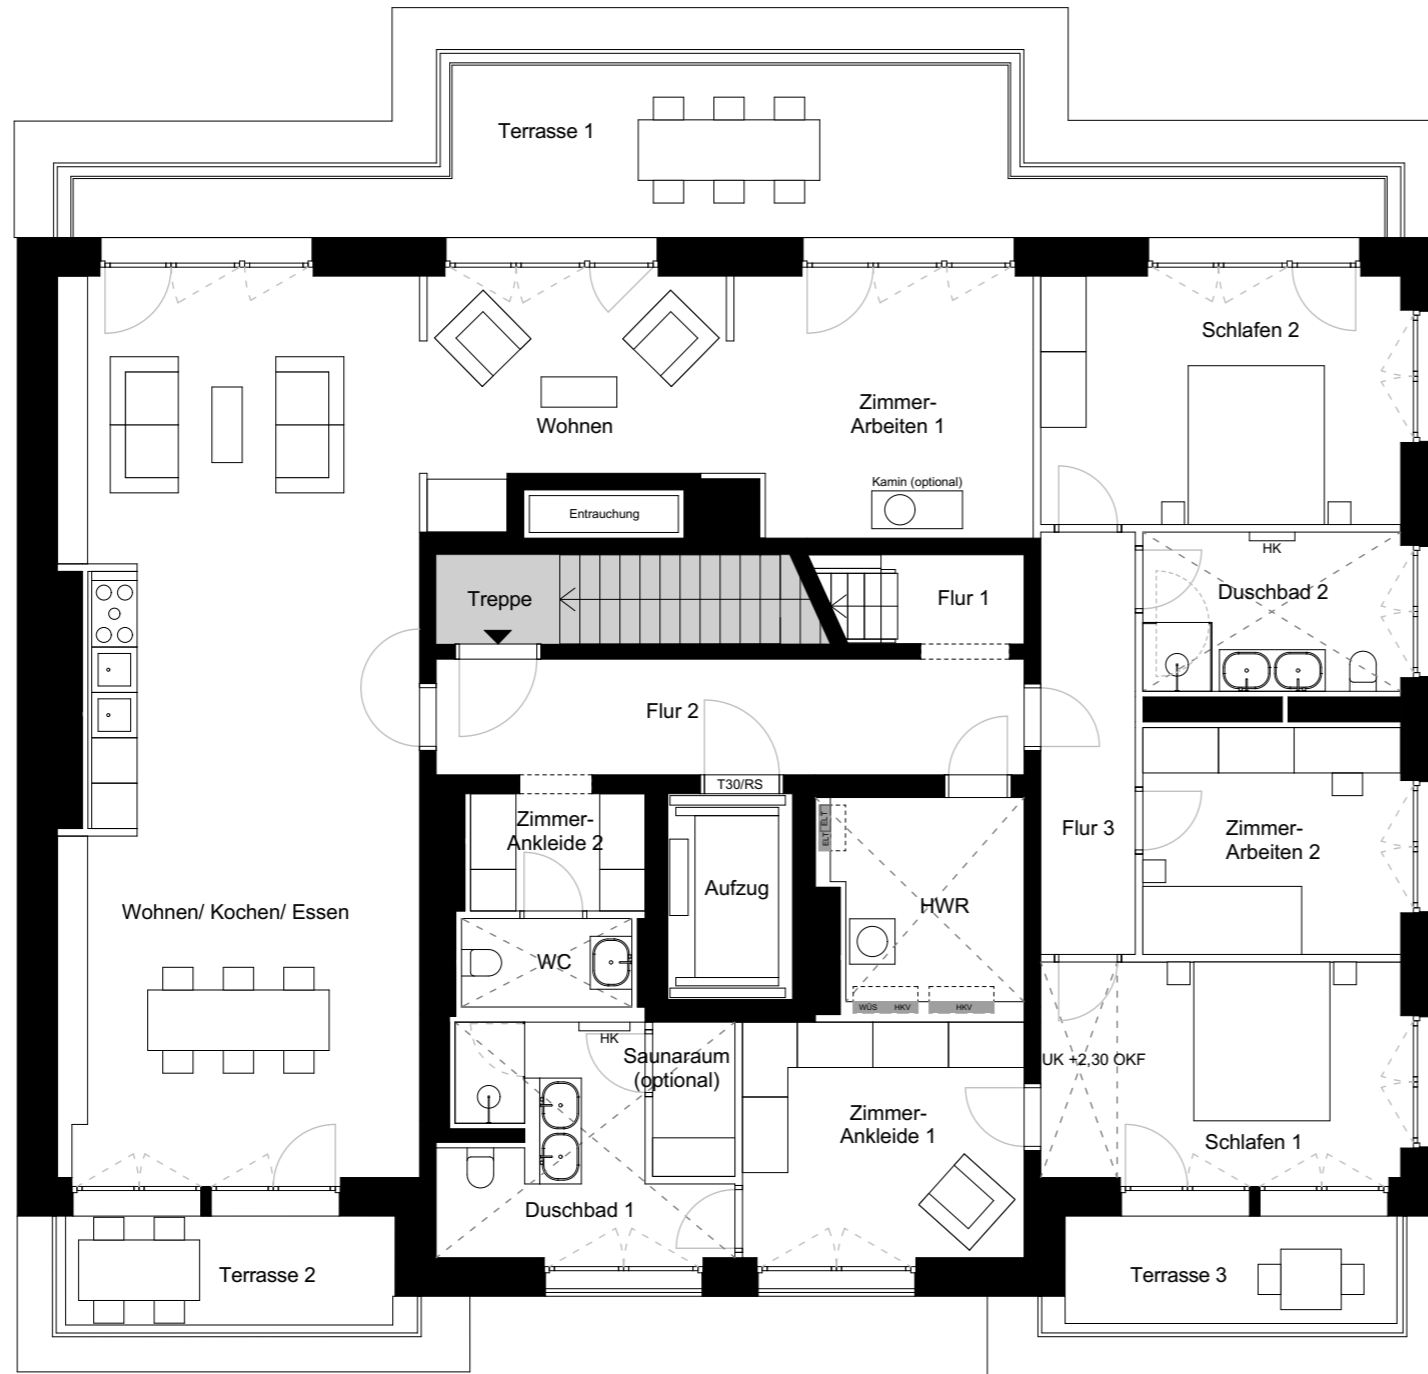 Terrasse 1
Schlafen 2
Zimmer-
Arbeiten 1
Wohnen
Kamin (optional)
Entrauchung
HK
Duschbad 2
Treppe
Flur 1
Flur 2
T30/RS
Zimmer-
Ankleide 2
ELT
ELT
Flur 3
Zimmer-
Arbeiten 2
Aufzug
HWR
Wohnen/ Kochen/ Essen
WC
WÜS
HKV
HKV
HK
Saunaraum
(optional)
UK +2,30 OKF
Zimmer-
Ankleide 1
Schlafen 1
Duschbad 1
Terrasse 2
Terrasse 3